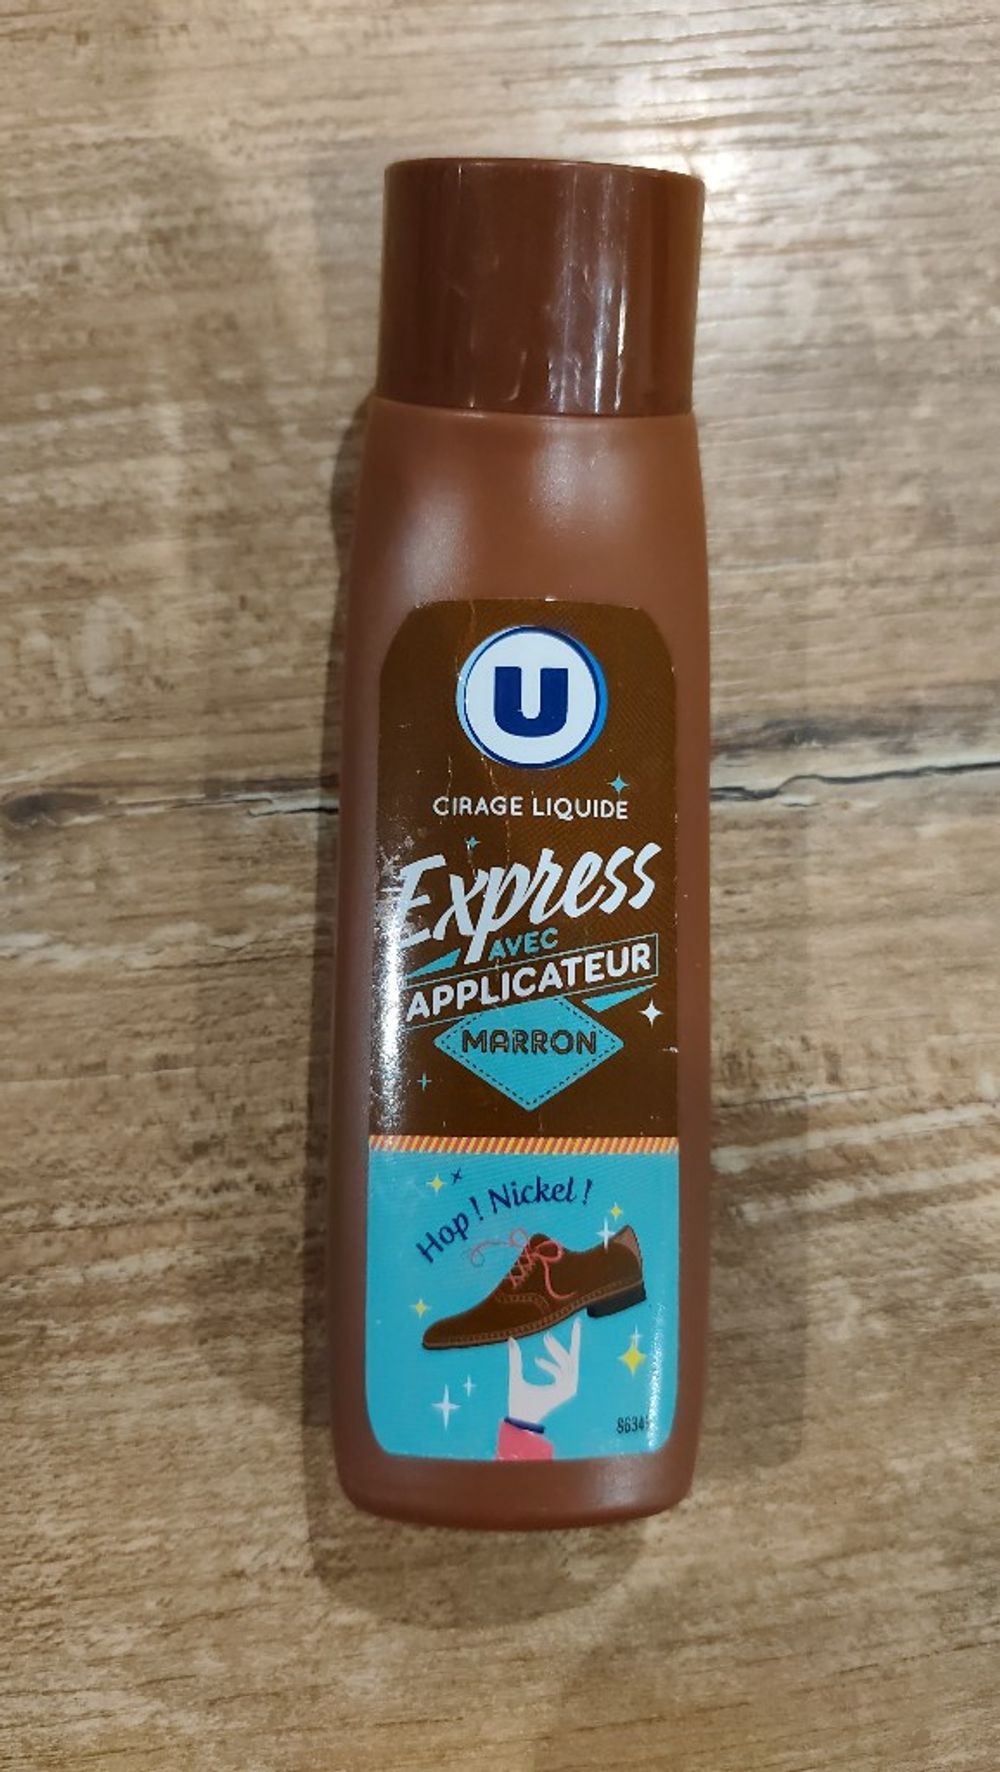 U
CIRAGE LIQUIDE
Express
AVEC
APPLICATEUR
MARRON
Hop! Nickel!